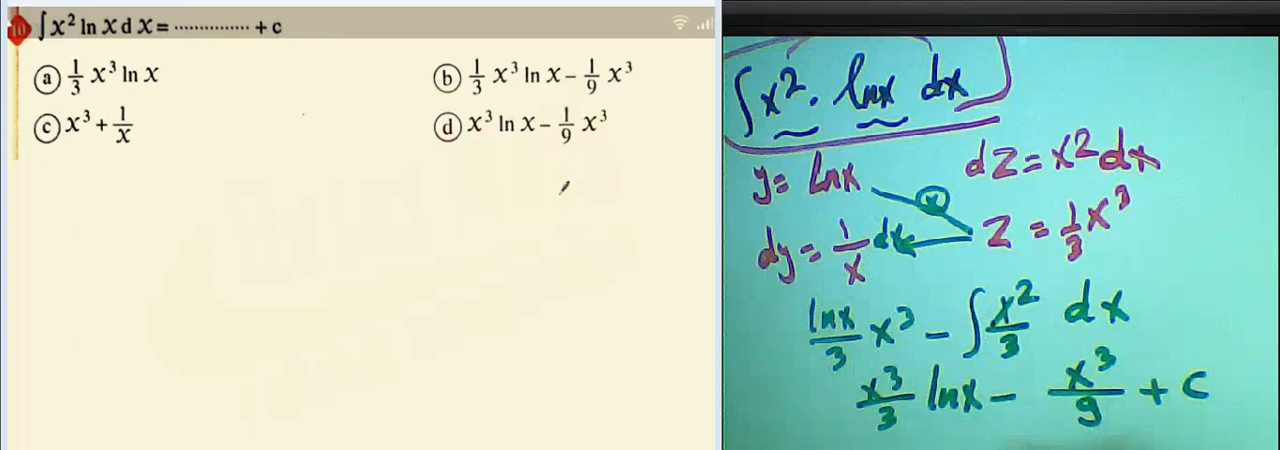 10 ∫ x² ln x d x = .............. + c
ⓐ 1/3 x³ ln x
ⓑ 1/3 x³ ln x – 1/9 x³
ⓒ x³ + 1/x
ⓓ x³ ln x – 1/9 x³
∫ x² . lnx dx
y = lnx dz = x² dx
dy = 1/x dx z = 1/3 x³
lnx/3 x³ – ∫ x²/3 dx
x³/3 lnx – x³/9 + c